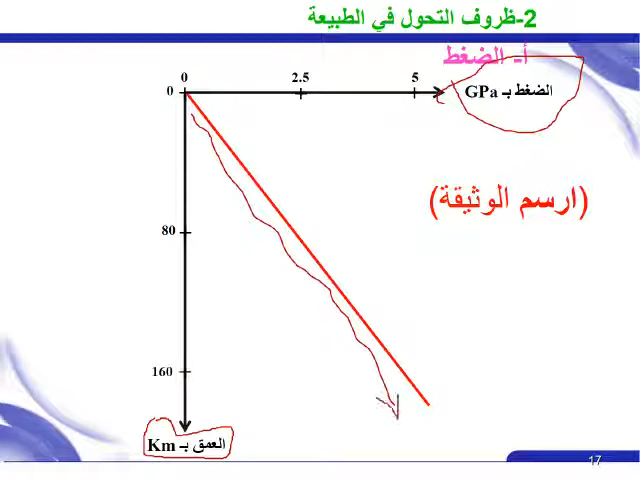 2-ظروف التحول في الطبيعة
أ- الضغط
0 2.5 5
0
الضغط بـ GPa
(ارسم الوثيقة)
80
160
العمق بـ Km
17